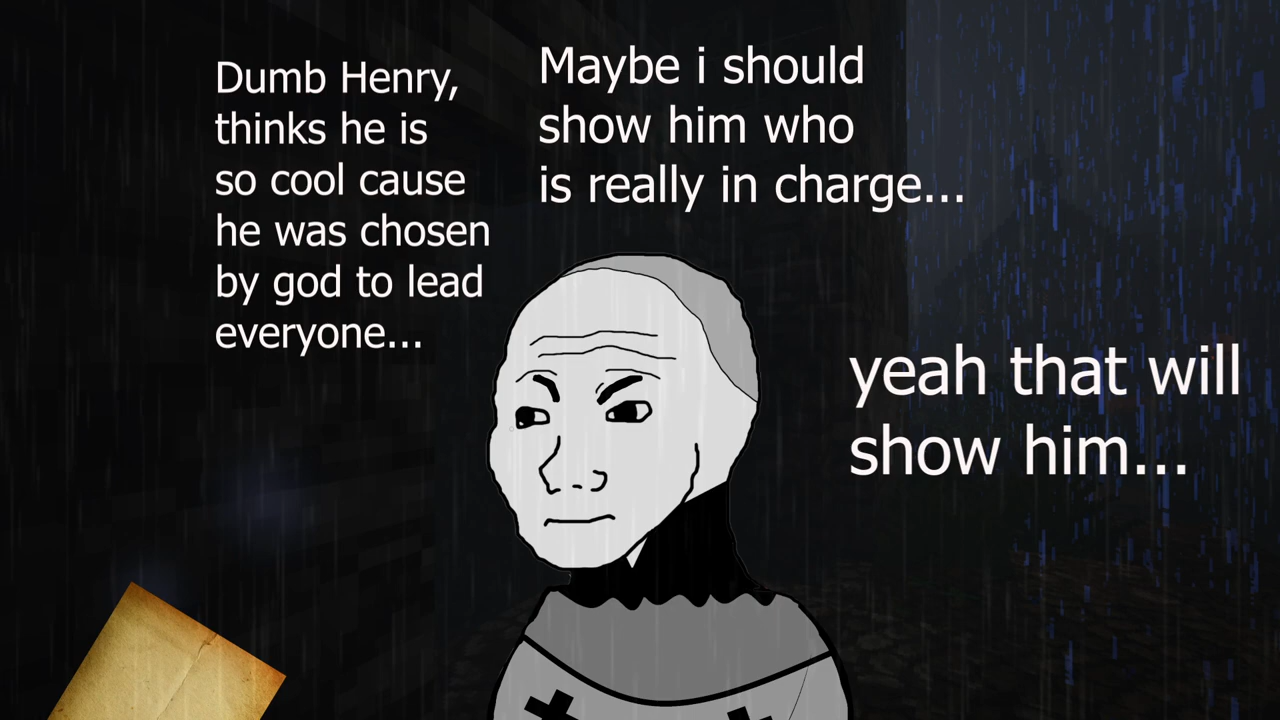 Dumb Henry,
thinks he is
so cool cause
he was chosen
by god to lead
everyone...
Maybe i should
show him who
is really in charge...
yeah that will
show him...